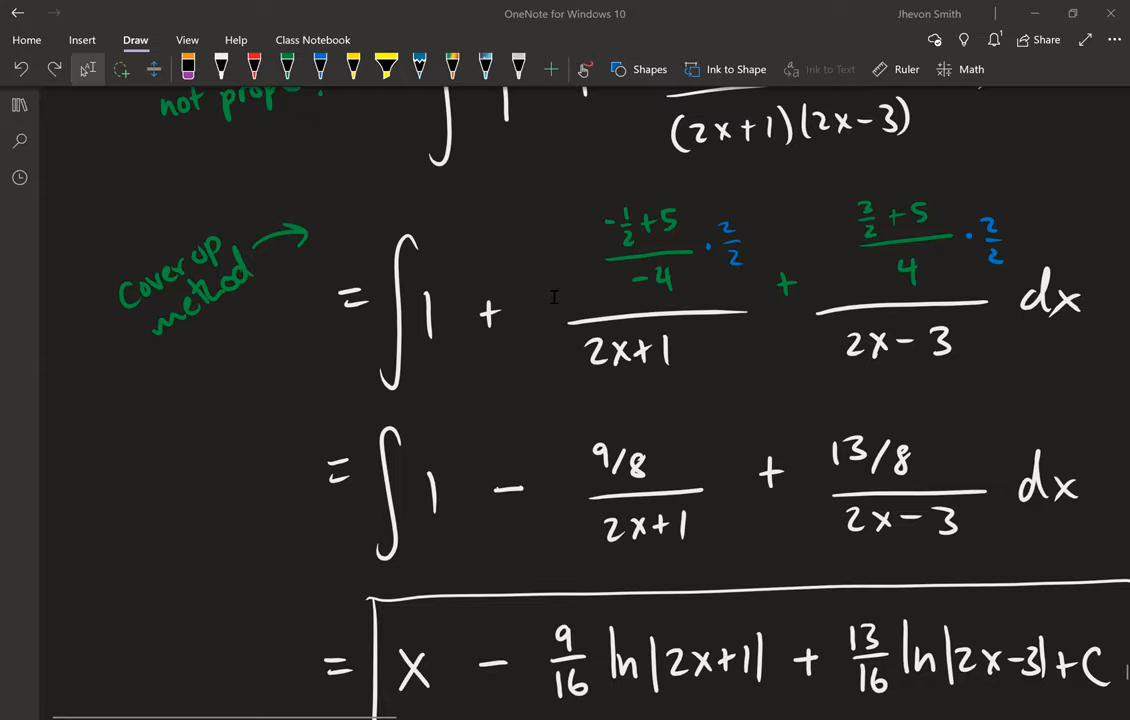 OneNote for Windows 10
Jhevon Smith
Home Insert Draw View Help Class Notebook
Share
Shapes Ink to Shape Ink to Text Ruler Math
not prope
∫ 1 +
(2x+1)(2x-3)
Cover up
method
= ∫ 1 + ((-1/2 + 5)/(-4) · 2/2)/(2x+1) + ((3/2 + 5)/4 · 2/2)/(2x-3) dx
= ∫ 1 - (9/8)/(2x+1) + (13/8)/(2x-3) dx
= x - 9/16 ln|2x+1| + 13/16 ln|2x-3| + C